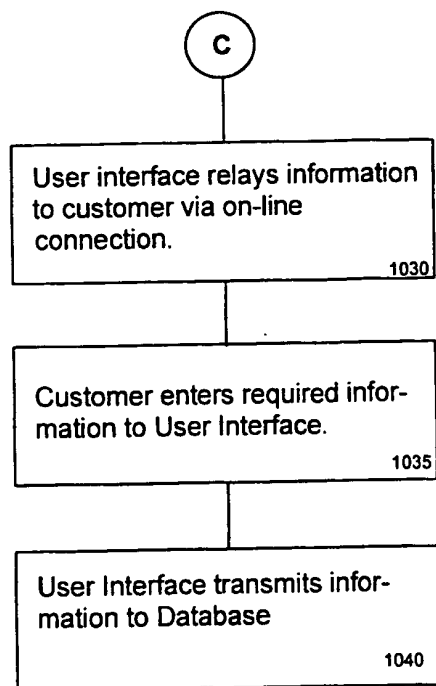 C
User interface relays information
to customer via on-line
connection.
1030
Customer enters required infor-
mation to User Interface.
1035
User Interface transmits infor-
mation to Database
1040